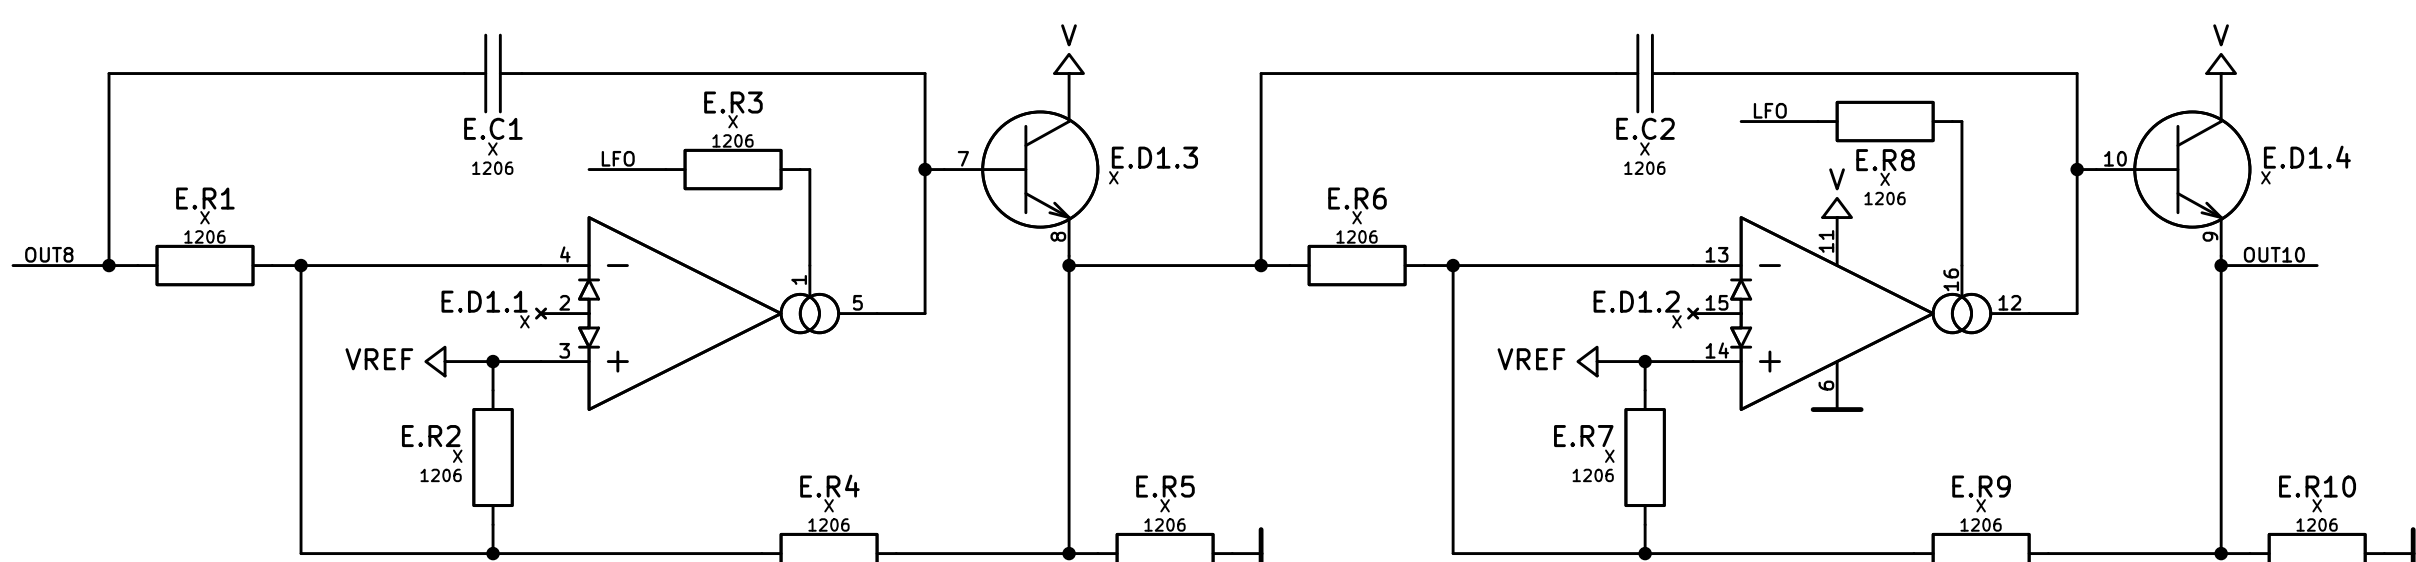 V
V
E.C1
X
1206
E.R3
X
1206
LFO
7
E.D1.3
X
E.C2
X
1206
LFO
E.R8
X
1206
10
E.D1.4
X
OUT8
E.R1
X
1206
4
E.D1.1
X
2
1
5
VREF
3
8
E.R6
X
1206
V
11
13
E.D1.2
X
15
16
12
VREF
14
6
9
OUT10
E.R2
X
1206
E.R4
X
1206
E.R5
X
1206
E.R7
X
1206
E.R9
X
1206
E.R10
X
1206